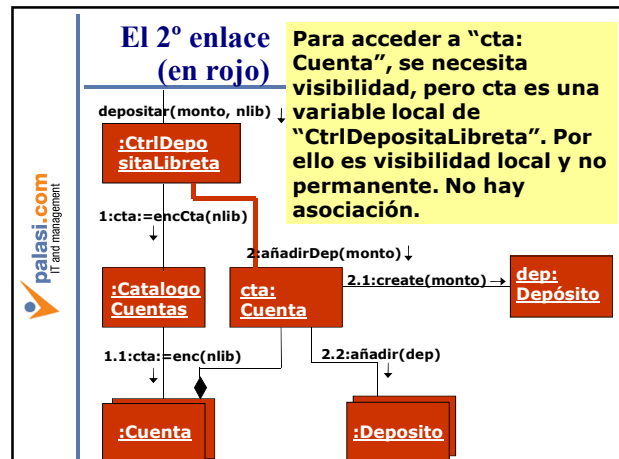 El 2º enlace
(en rojo)
Para acceder a “cta:
Cuenta”, se necesita
visibilidad, pero cta es una
variable local de
“CtrlDepositaLibreta”. Por
ello es visibilidad local y no
permanente. No hay
asociación.
depositar(monto, nlib)
:CtrlDepo
sitaLibreta
1:cta:=encCta(nlib)
2:añadirDep(monto)
:Catalogo
Cuentas
cta:
Cuenta
2.1:create(monto)
dep:
Depósito
1.1:cta:=enc(nlib)
2.2:añadir(dep)
:Cuenta
:Deposito
palasi.com
IT and management